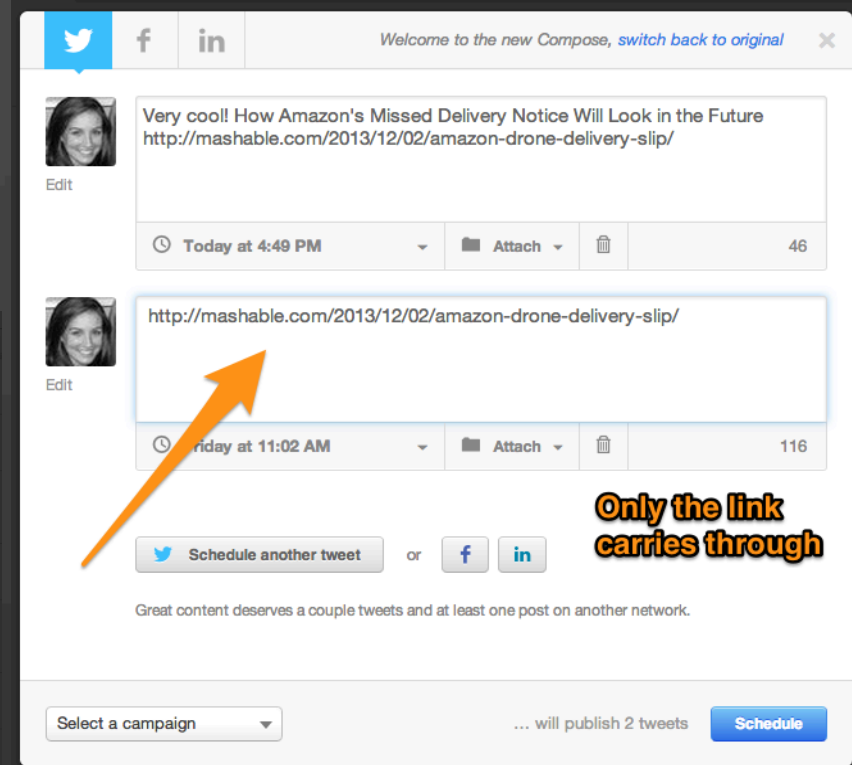 f
in
Welcome to the new Compose, switch back to original
Very cool! How Amazon's Missed Delivery Notice Will Look in the Future
http://mashable.com/2013/12/02/amazon-drone-delivery-slip/
Edit
Today at 4:49 PM
Attach
46
http://mashable.com/2013/12/02/amazon-drone-delivery-slip/
Edit
Friday at 11:02 AM
Attach
116
Only the link
carries through
Schedule another tweet or f in
Great content deserves a couple tweets and at least one post on another network.
Select a campaign
... will publish 2 tweets
Schedule